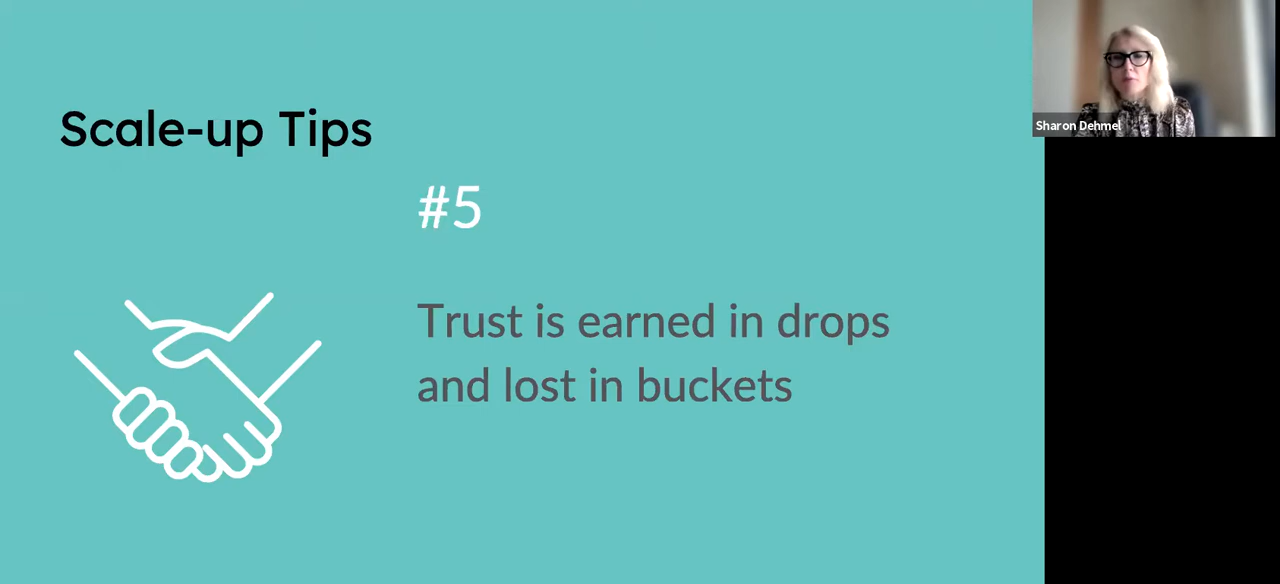 Scale-up Tips
#5
Trust is earned in drops
and lost in buckets
Sharon Dehmel